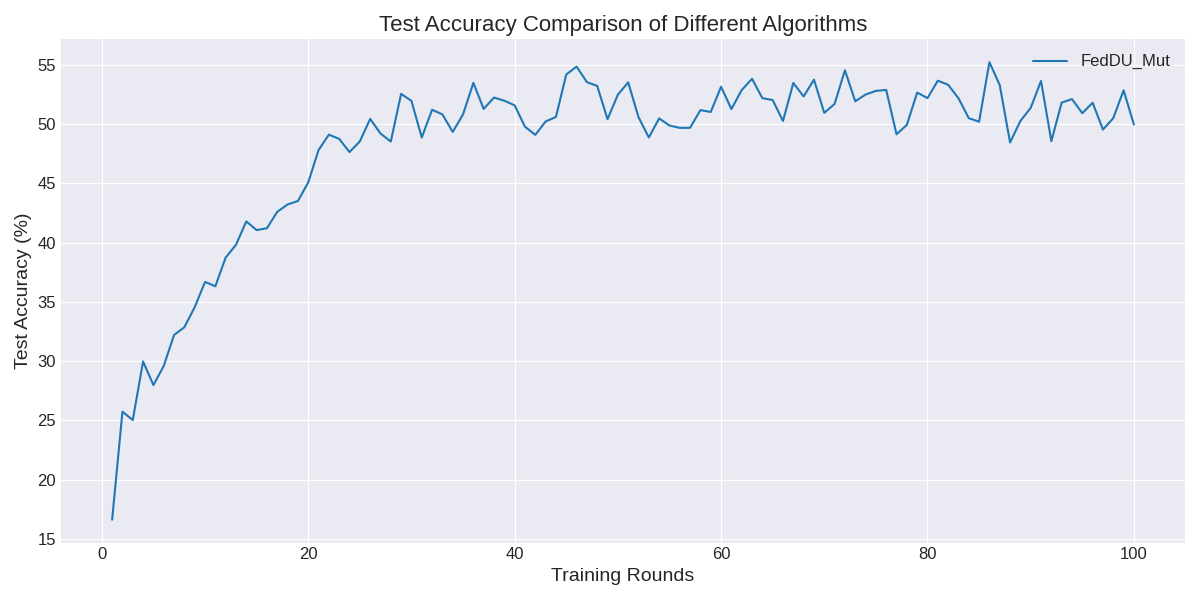 Test Accuracy Comparison of Different Algorithms
FedDU_Mut
Test Accuracy (%)
55
50
45
40
35
30
25
20
15
0 20 40 60 80 100
Training Rounds